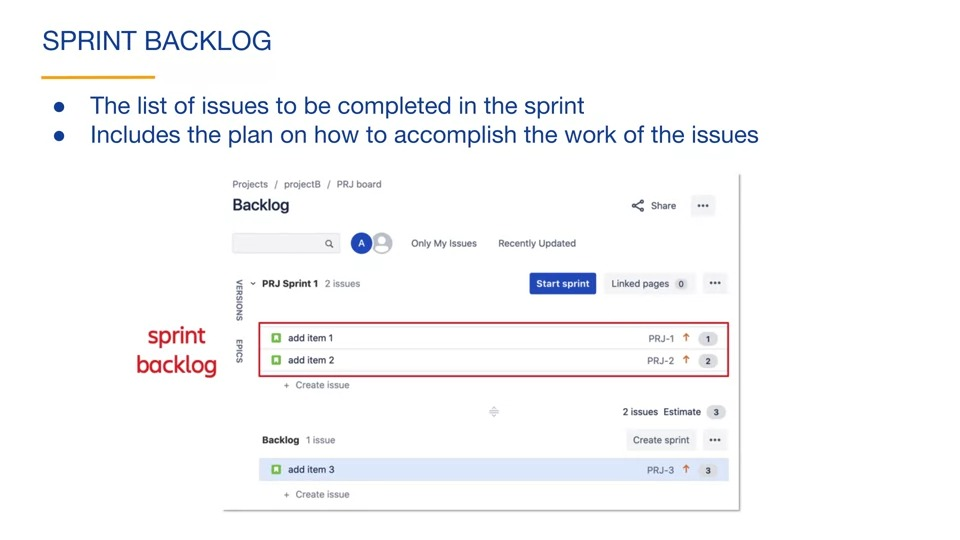 SPRINT BACKLOG
● The list of issues to be completed in the sprint
● Includes the plan on how to accomplish the work of the issues
Projects / projectB / PRJ board
Backlog
Share •••
A Only My Issues Recently Updated
VERSIONS
EPICS
PRJ Sprint 1 2 issues Start sprint Linked pages 0 •••
sprint
backlog
add item 1 PRJ-1 ↑ 1
add item 2 PRJ-2 ↑ 2
+ Create issue
2 issues Estimate 3
Backlog 1 issue Create sprint •••
add item 3 PRJ-3 ↑ 3
+ Create issue